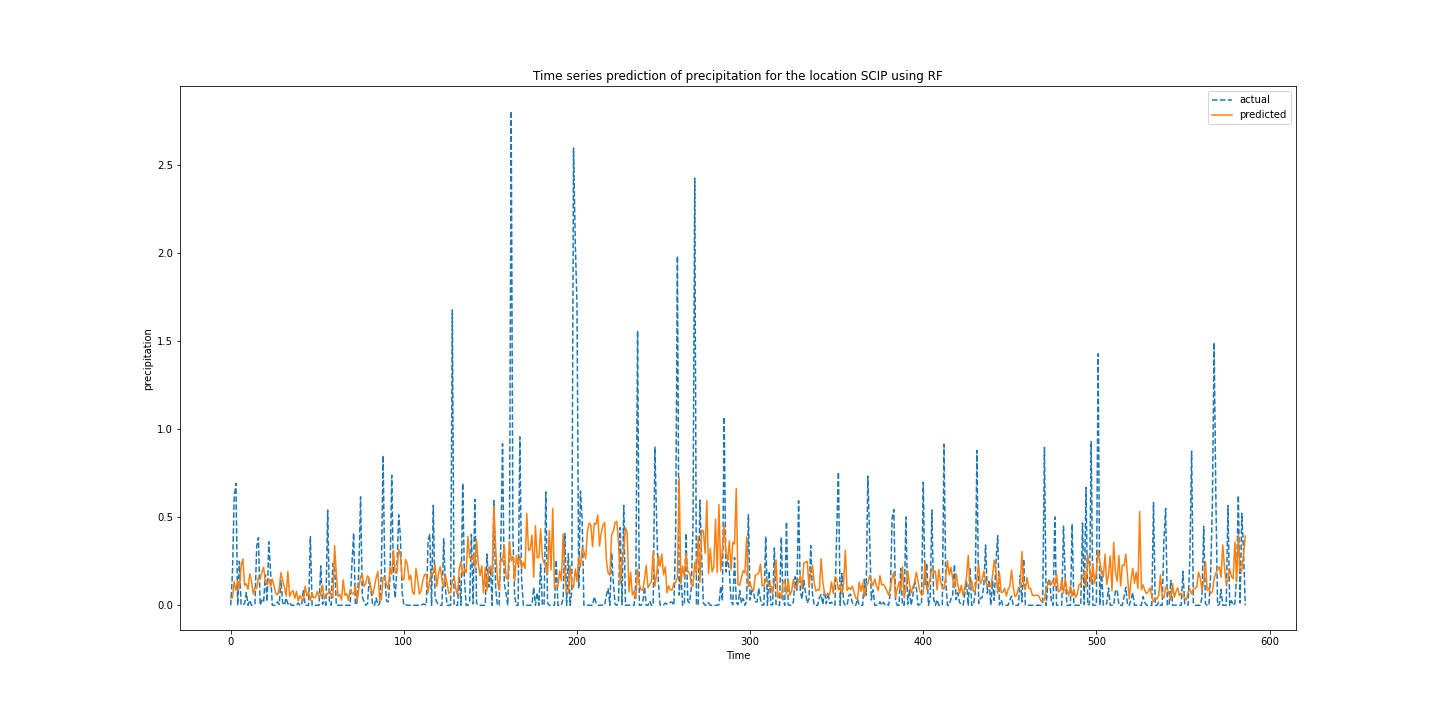 Time series prediction of precipitation for the location SCIP using RF
actual
predicted
2.5
2.0
1.5
1.0
0.5
0.0
precipitation
0 100 200 300 400 500 600
Time